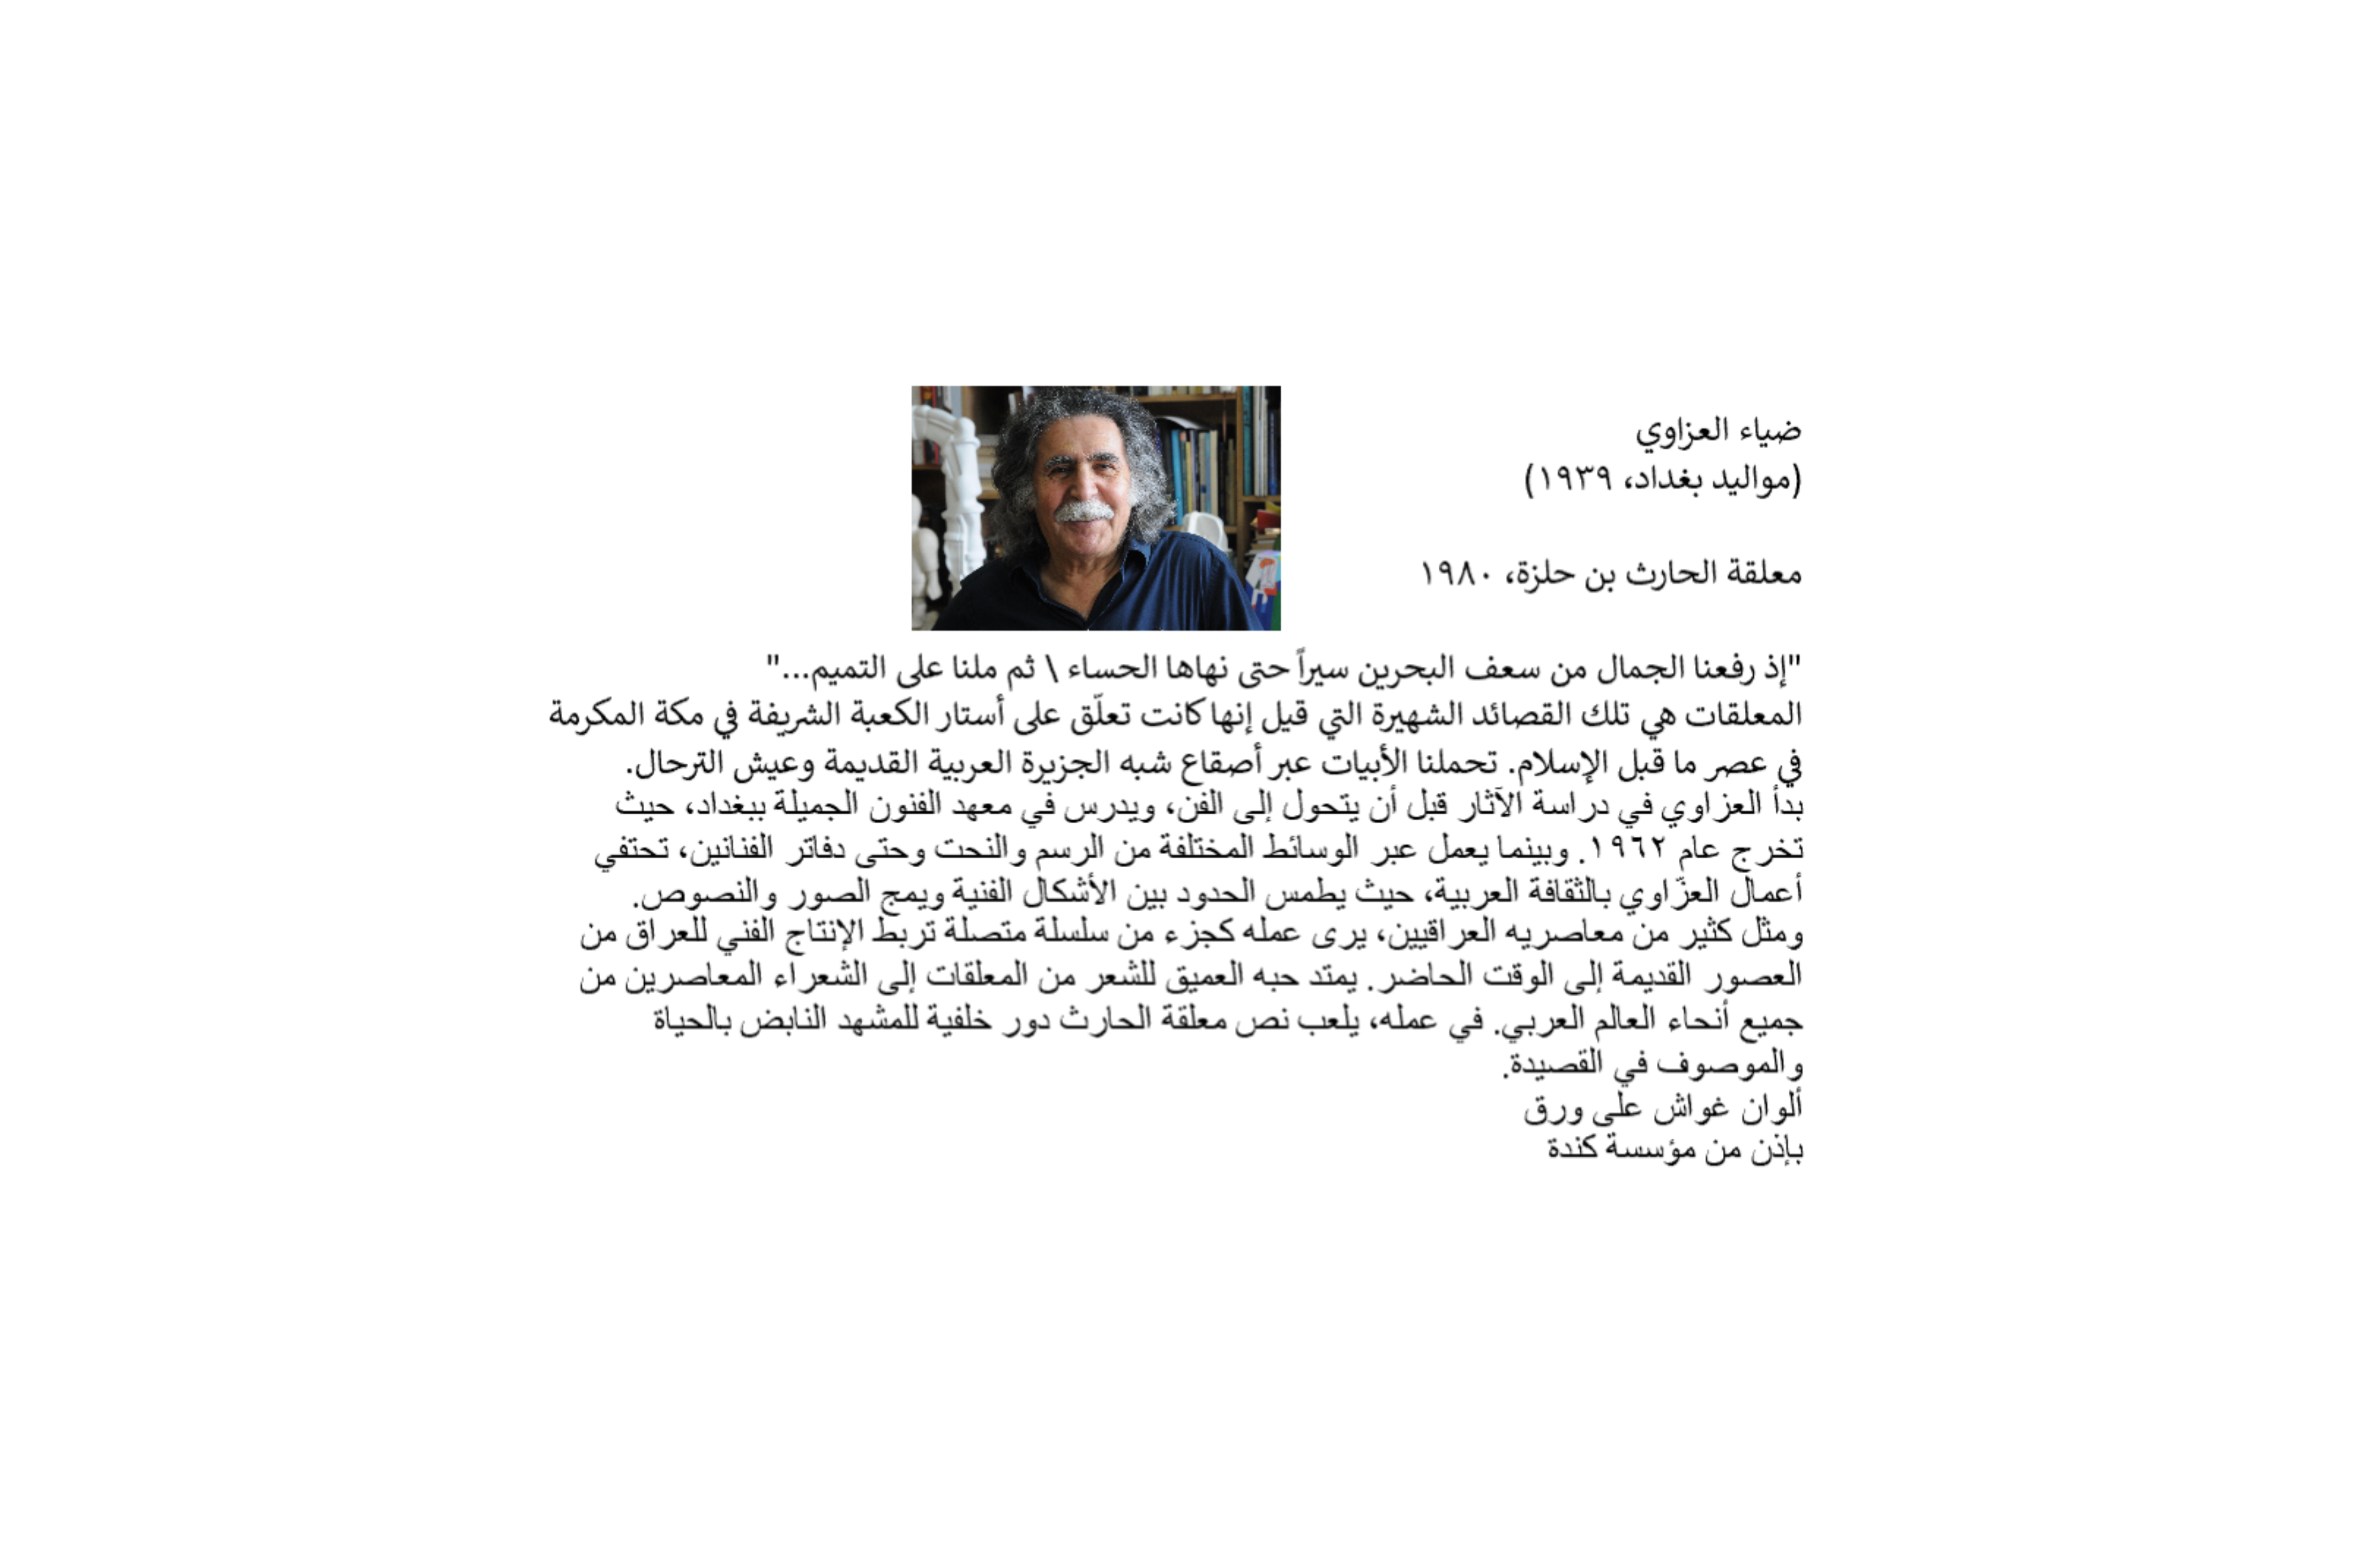 ضياء العزاوي
(مواليد بغداد، ١٩٣٩)
معلقة الحارث بن حلزة، ١٩٨٠
"إذ رفعنا الجمال من سعف البحرين سيراً حتى نهاها الحساء \ ثم ملنا على التميم..."
المعلقات هي تلك القصائد الشهيرة التي قيل إنها كانت تعلّق على أستار الكعبة الشريفة في مكة المكرمة
في عصر ما قبل الإسلام. تحملنا الأبيات عبر أصقاع شبه الجزيرة العربية القديمة وعيش الترحال.
بدأ العزاوي في دراسة الآثار قبل أن يتحول إلى الفن، ويدرس في معهد الفنون الجميلة ببغداد، حيث
تخرج عام ١٩٦٢. وبينما يعمل عبر الوسائط المختلفة من الرسم والنحت وحتى دفاتر الفنانين، تحتفي
أعمال العزّاوي بالثقافة العربية، حيث يطمس الحدود بين الأشكال الفنية ويمج الصور والنصوص.
ومثل كثير من معاصريه العراقيين، يرى عمله كجزء من سلسلة متصلة تربط الإنتاج الفني للعراق من
العصور القديمة إلى الوقت الحاضر. يمتد حبه العميق للشعر من المعلقات إلى الشعراء المعاصرين من
جميع أنحاء العالم العربي. في عمله، يلعب نص معلقة الحارث دور خلفية للمشهد النابض بالحياة
والموصوف في القصيدة.
ألوان غواش على ورق
بإذن من مؤسسة كندة